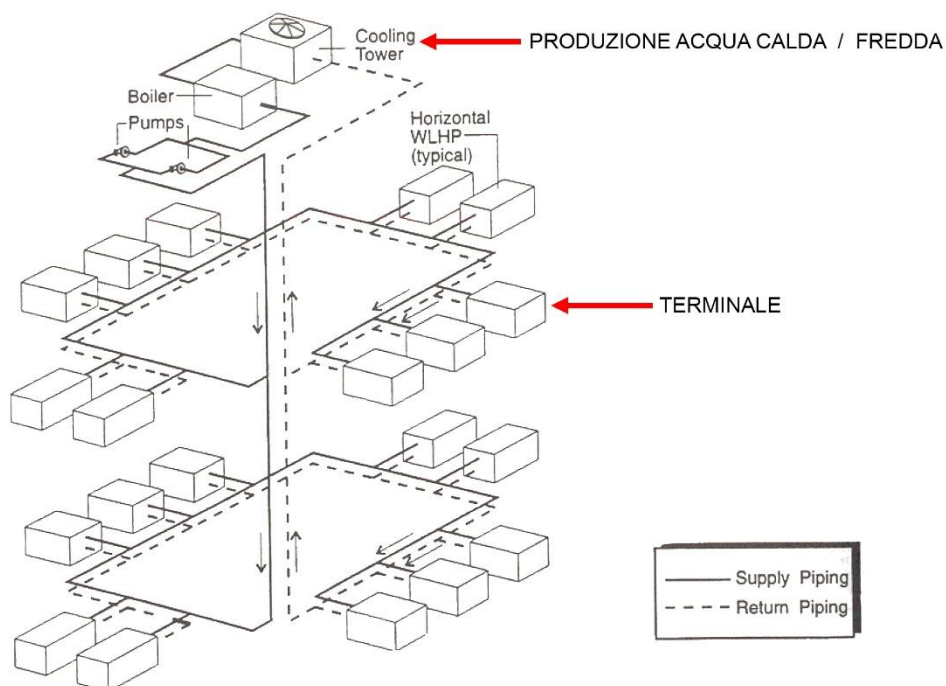 Cooling
Tower
PRODUZIONE ACQUA CALDA / FREDDA
Boiler
Pumps
Horizontal
WLHP
(typical)
TERMINALE
Supply Piping
Return Piping